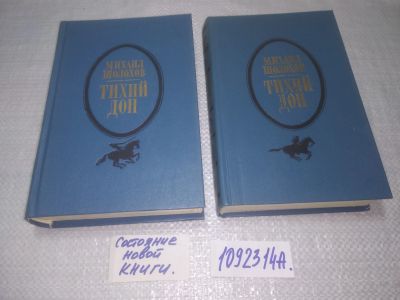 МИХАИЛ
ШОЛОХОВ
ТИХИЙ
ДОН
МИХАИЛ
ШОЛОХОВ
ТИХИЙ
ДОН
Состояние
новой
книги.
1092314А.